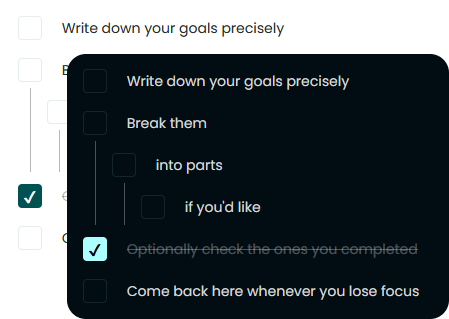 Write down your goals precisely
Write down your goals precisely
Break them
into parts
if you'd like
Optionally check the ones you completed
Come back here whenever you lose focus